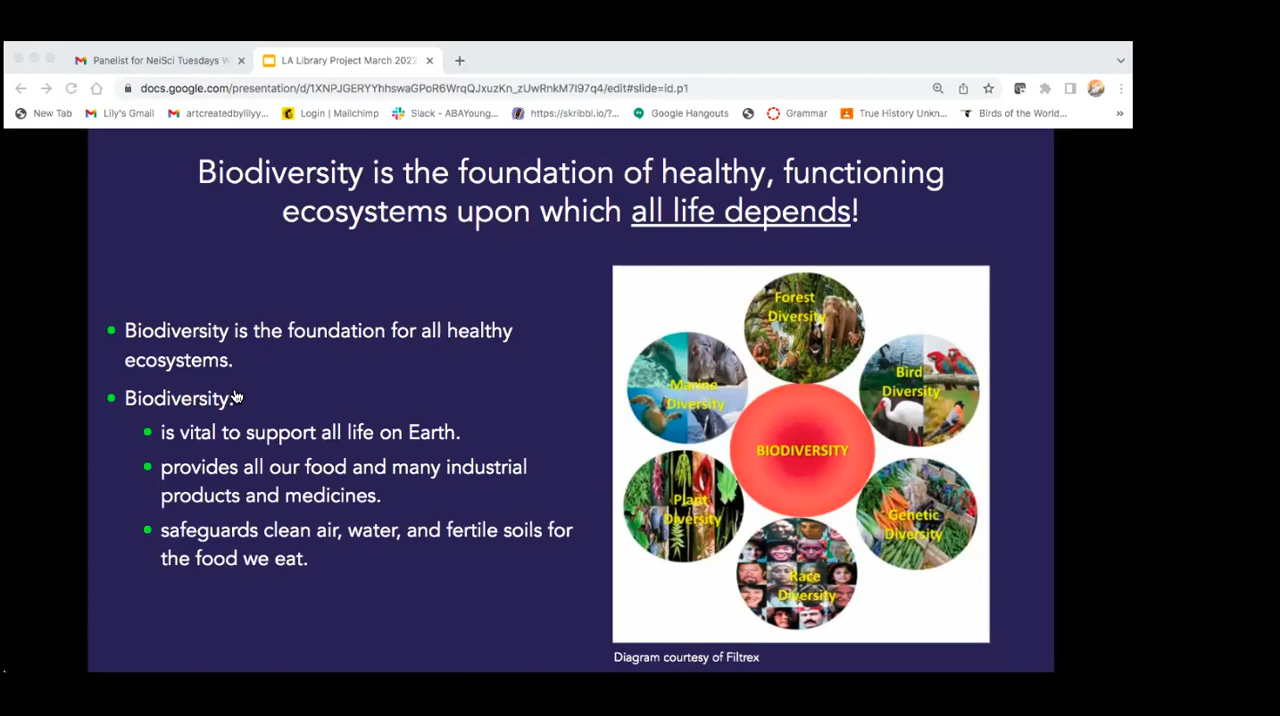 Panelist for NeiSci Tuesdays W
LA Library Project March 2022
docs.google.com/presentation/d/1XNPJGERYYhhswaGPoR6WrqQJxuzKn_zUwRnkM7I97q4/edit#slide=id.p1
New Tab
Lily's Gmail
artcreatedbylilyy...
Login | Mailchimp
Slack - ABAYoung...
https://skribbl.io/?...
Google Hangouts
Grammar
True History Unkn...
Birds of the World...
»
Biodiversity is the foundation of healthy, functioning
ecosystems upon which all life depends!
Biodiversity is the foundation for all healthy
ecosystems.
Biodiversity:
is vital to support all life on Earth.
provides all our food and many industrial
products and medicines.
safeguards clean air, water, and fertile soils for
the food we eat.
Forest
Diversity
Marine
Diversity
Bird
Diversity
BIODIVERSITY
Plant
Diversity
Genetic
Diversity
Race
Diversity
Diagram courtesy of Filtrex